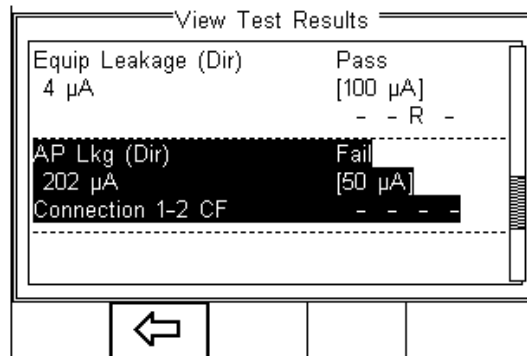 View Test Results
Equip Leakage (Dir) Pass
4 µA [100 µA]
- - R -
AP Lkg (Dir) Fail
202 µA [50 µA]
Connection 1-2 CF - - - -